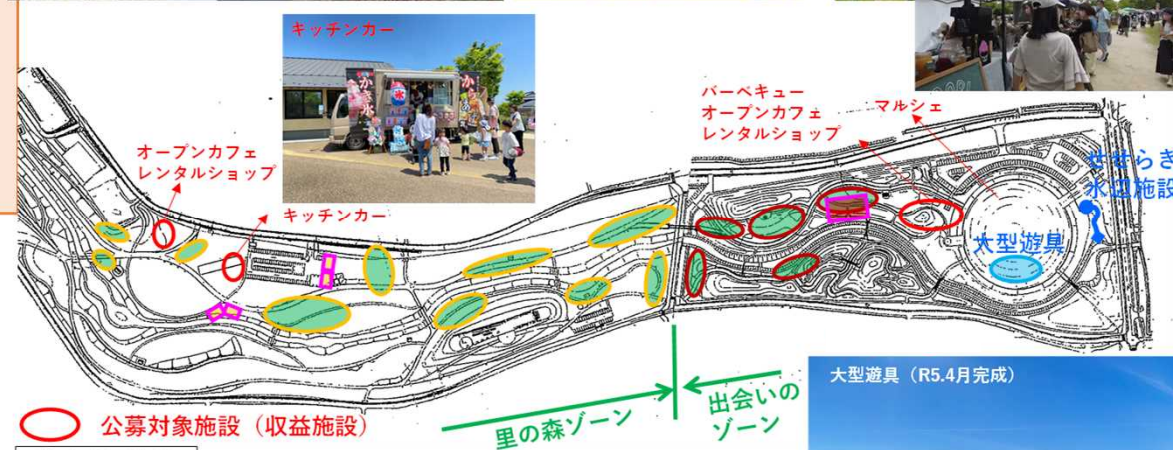 キッチンカー
かき氷
氷
バーベキュー
オープンカフェ
レンタルショップ
マルシェ
オープンカフェ
レンタルショップ
キッチンカー
せせらぎ
水辺施設
大型遊具
大型遊具（R5.4月完成）
公募対象施設（収益施設）
里の森ゾーン
出会いの
ゾーン